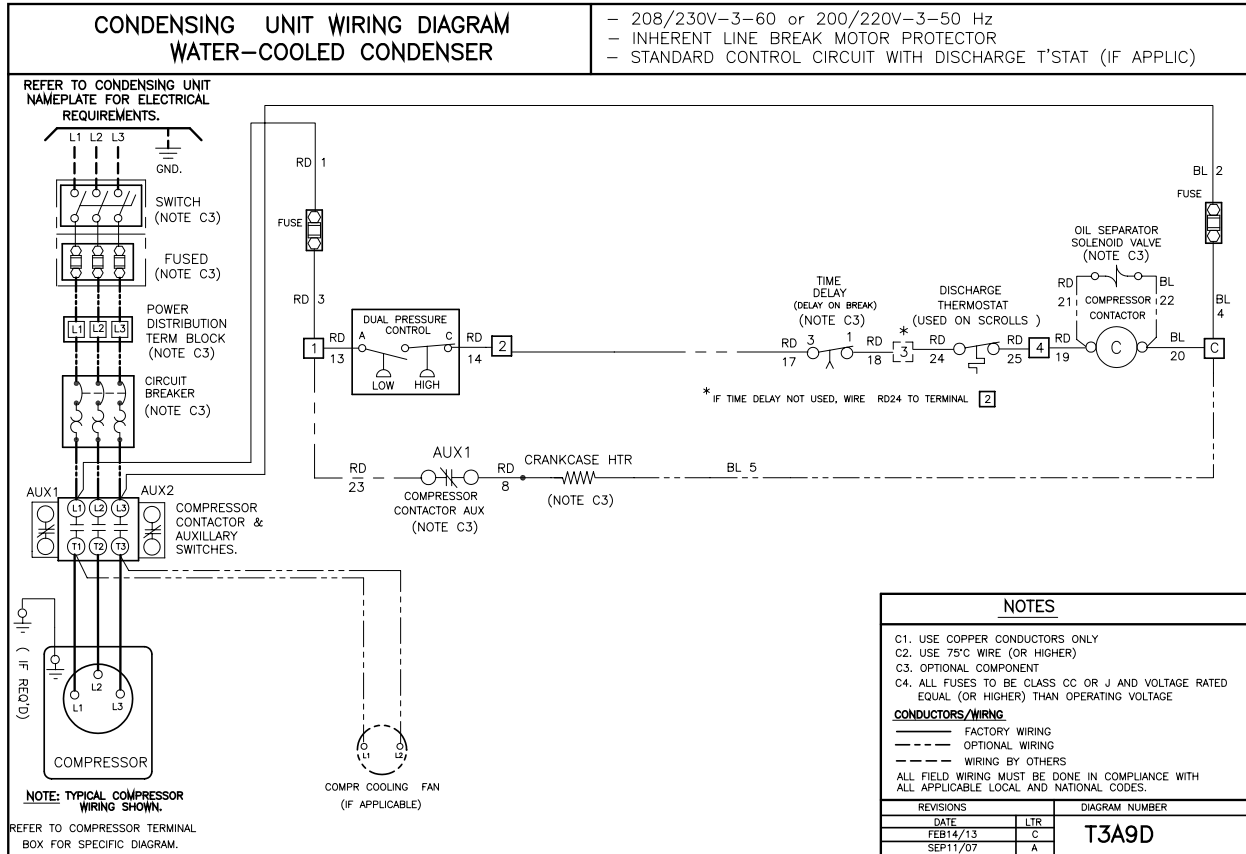 CONDENSING UNIT WIRING DIAGRAM
WATER-COOLED CONDENSER
- 208/230V-3-60 or 200/220V-3-50 Hz
- INHERENT LINE BREAK MOTOR PROTECTOR
- STANDARD CONTROL CIRCUIT WITH DISCHARGE T'STAT (IF APPLIC)
REFER TO CONDENSING UNIT
NAMEPLATE FOR ELECTRICAL
REQUIREMENTS.
L1 L2 L3
GND.
SWITCH
(NOTE C3)
FUSED
(NOTE C3)
POWER
DISTRIBUTION
TERM BLOCK
(NOTE C3)
L1 L2 L3
CIRCUIT
BREAKER
(NOTE C3)
AUX1
AUX2
L1 L2 L3
T1 T2 T3
COMPRESSOR
CONTACTOR &
AUXILLARY
SWITCHES.
( IF REQ'D)
L1
L2
L3
COMPRESSOR
NOTE: TYPICAL COMPRESSOR
WIRING SHOWN.
REFER TO COMPRESSOR TERMINAL
BOX FOR SPECIFIC DIAGRAM.
RD 1
FUSE
RD 3
1
RD
13
DUAL PRESSURE
CONTROL
A
C
LOW
HIGH
RD
14
2
TIME
DELAY
(DELAY ON BREAK)
(NOTE C3)
RD
17
3
1
RD
18
*
3
DISCHARGE
THERMOSTAT
(USED ON SCROLLS )
RD
24
RD
25
4
RD
19
OIL SEPARATOR
SOLENOID VALVE
(NOTE C3)
RD
21
BL
22
COMPRESSOR
CONTACTOR
C
BL
20
C
BL 2
FUSE
BL
4
* IF TIME DELAY NOT USED, WIRE RD24 TO TERMINAL 2
RD
23
AUX1
COMPRESSOR
CONTACTOR AUX
(NOTE C3)
RD
8
CRANKCASE HTR
(NOTE C3)
BL 5
L1
L2
COMPR COOLING FAN
(IF APPLICABLE)
NOTES
C1. USE COPPER CONDUCTORS ONLY
C2. USE 75°C WIRE (OR HIGHER)
C3. OPTIONAL COMPONENT
C4. ALL FUSES TO BE CLASS CC OR J AND VOLTAGE RATED
EQUAL (OR HIGHER) THAN OPERATING VOLTAGE
CONDUCTORS/WIRNG
FACTORY WIRING
OPTIONAL WIRING
WIRING BY OTHERS
ALL FIELD WIRING MUST BE DONE IN COMPLIANCE WITH
ALL APPLICABLE LOCAL AND NATIONAL CODES.
REVISIONS
DIAGRAM NUMBER
DATE LTR
FEB14/13 C
SEP11/07 A
T3A9D